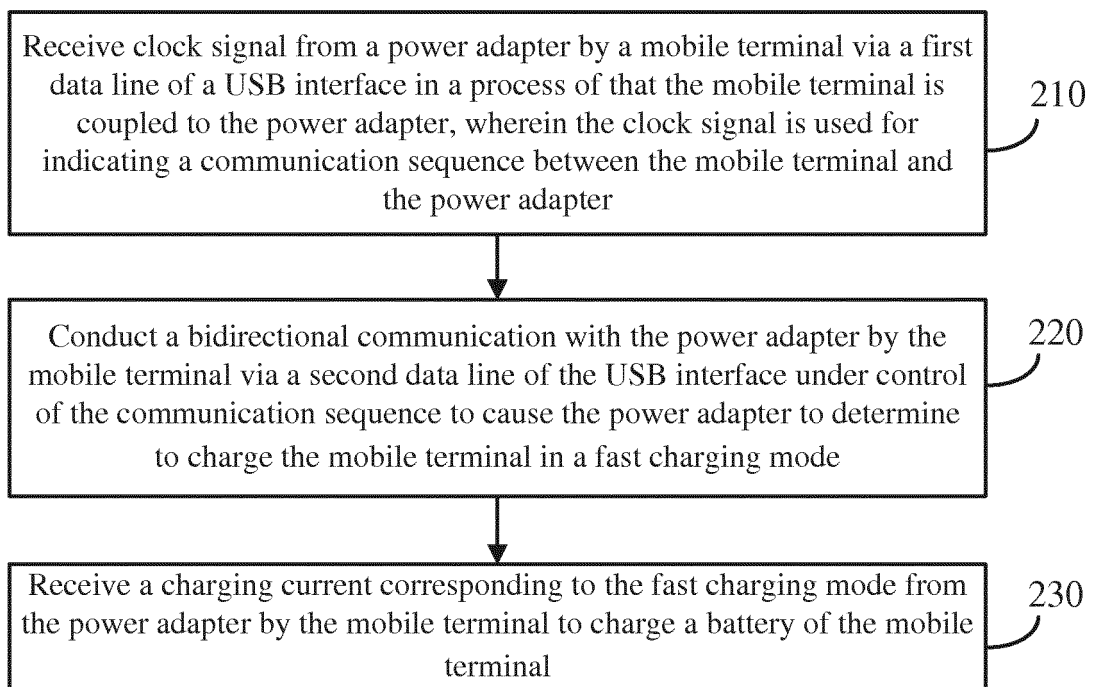 Receive clock signal from a power adapter by a mobile terminal via a first
data line of a USB interface in a process of that the mobile terminal is
coupled to the power adapter, wherein the clock signal is used for
indicating a communication sequence between the mobile terminal and
the power adapter
210
Conduct a bidirectional communication with the power adapter by the
mobile terminal via a second data line of the USB interface under control
of the communication sequence to cause the power adapter to determine
to charge the mobile terminal in a fast charging mode
220
Receive a charging current corresponding to the fast charging mode from
the power adapter by the mobile terminal to charge a battery of the mobile
terminal
230